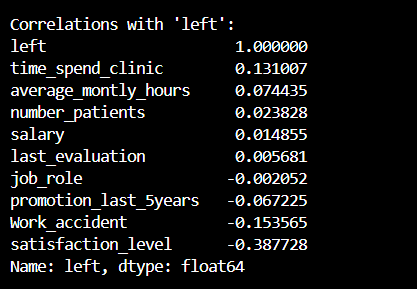 Correlations with 'left':
left                     1.000000
time_spend_clinic        0.131007
average_montly_hours     0.074435
number_patients          0.023828
salary                   0.014855
last_evaluation          0.005681
job_role                -0.002052
promotion_last_5years   -0.067225
Work_accident           -0.153565
satisfaction_level      -0.387728
Name: left, dtype: float64